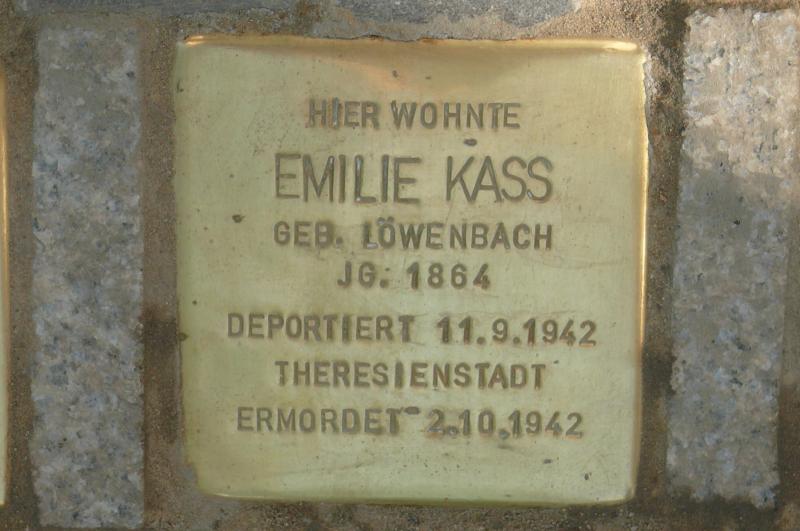 HIER WOHNTE
EMILIE KASS
GEB. LÖWENBACH
JG. 1864
DEPORTIERT 11.9.1942
THERESIENSTADT
ERMORDET 2.10.1942